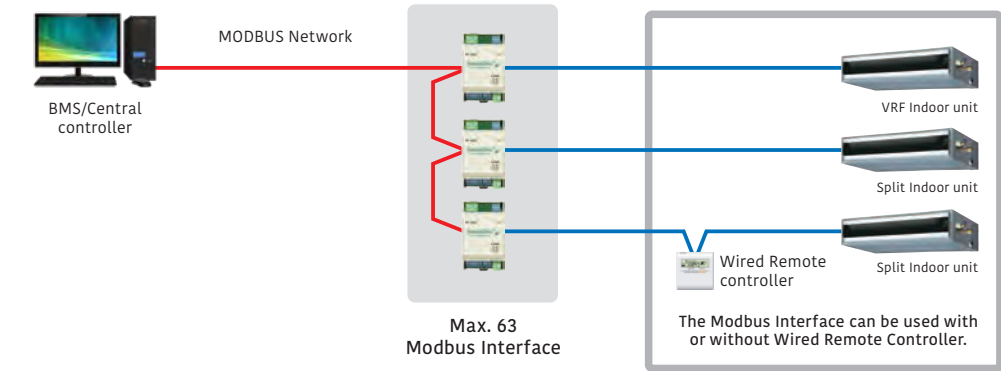 MODBUS Network
BMS/Central
controller
VRF Indoor unit
Split Indoor unit
Wired Remote
controller
Split Indoor unit
Max. 63
Modbus Interface
The Modbus Interface can be used with
or without Wired Remote Controller.